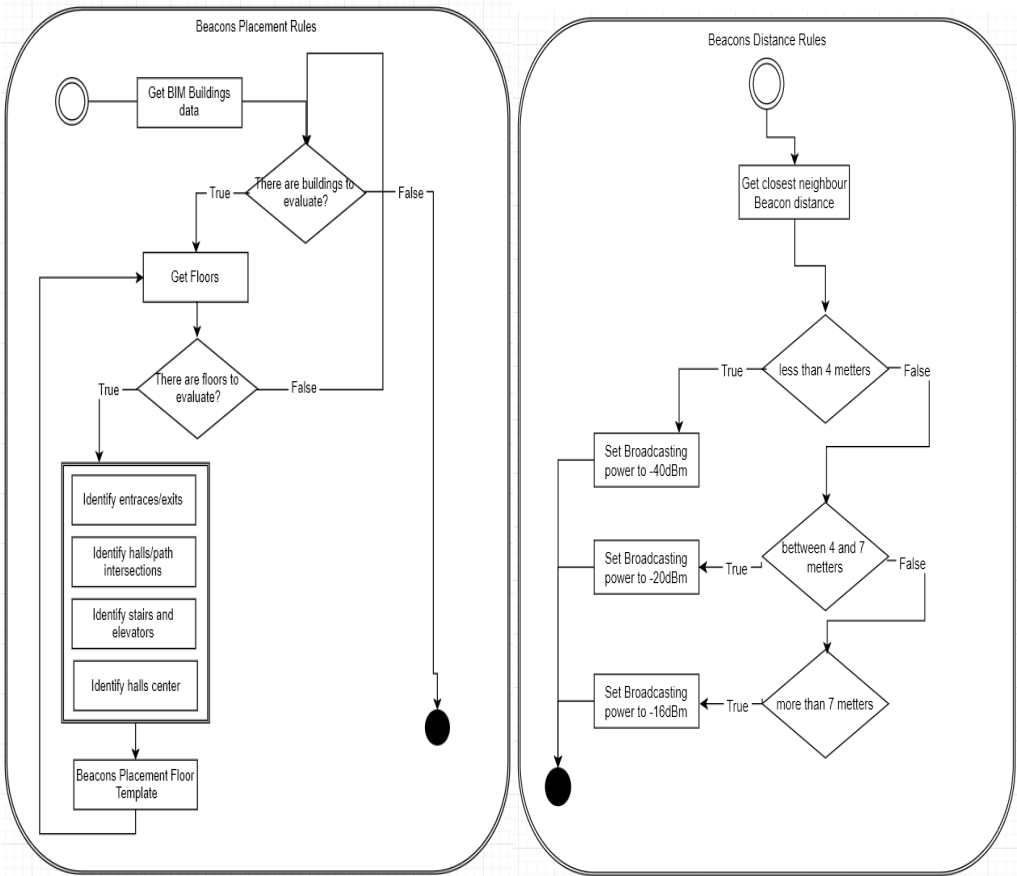 Beacons Placement Rules
Get BIM Buildings
data
There are buildings to
evaluate?
True
False
Get Floors
There are floors to
evaluate?
True
False
Identify entraces/exits
Identify halls/path
intersections
Identify stairs and
elevators
Identify halls center
Beacons Placement Floor
Template
Beacons Distance Rules
Get closest neighbour
Beacon distance
less than 4 metters
True
False
Set Broadcasting
power to -40dBm
bettween 4 and 7
metters
True
False
Set Broadcasting
power to -20dBm
more than 7 metters
True
Set Broadcasting
power to -16dBm